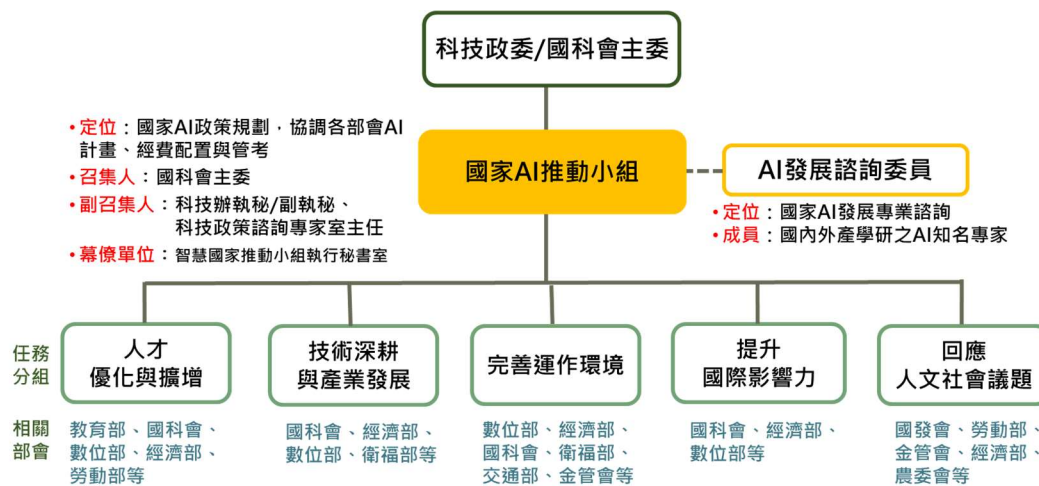 科技政委/國科會主委
•定位：國家AI政策規劃，協調各部會AI
計畫、經費配置與管考
•召集人：國科會主委
•副召集人：科技辦執秘/副執秘、
科技政策諮詢專家室主任
•幕僚單位：智慧國家推動小組執行秘書室
國家AI推動小組
AI發展諮詢委員
•定位：國家AI發展專業諮詢
•成員：國內外產學研之AI知名專家
任務
分組
人才
優化與擴增
技術深耕
與產業發展
完善運作環境
提升
國際影響力
回應
人文社會議題
相關
部會
教育部、國科會、
數位部、經濟部、
勞動部等
國科會、經濟部、
數位部、衛福部等
數位部、經濟部、
國科會、衛福部、
交通部、金管會等
國科會、經濟部、
數位部等
國發會、勞動部、
金管會、經濟部、
農委會等